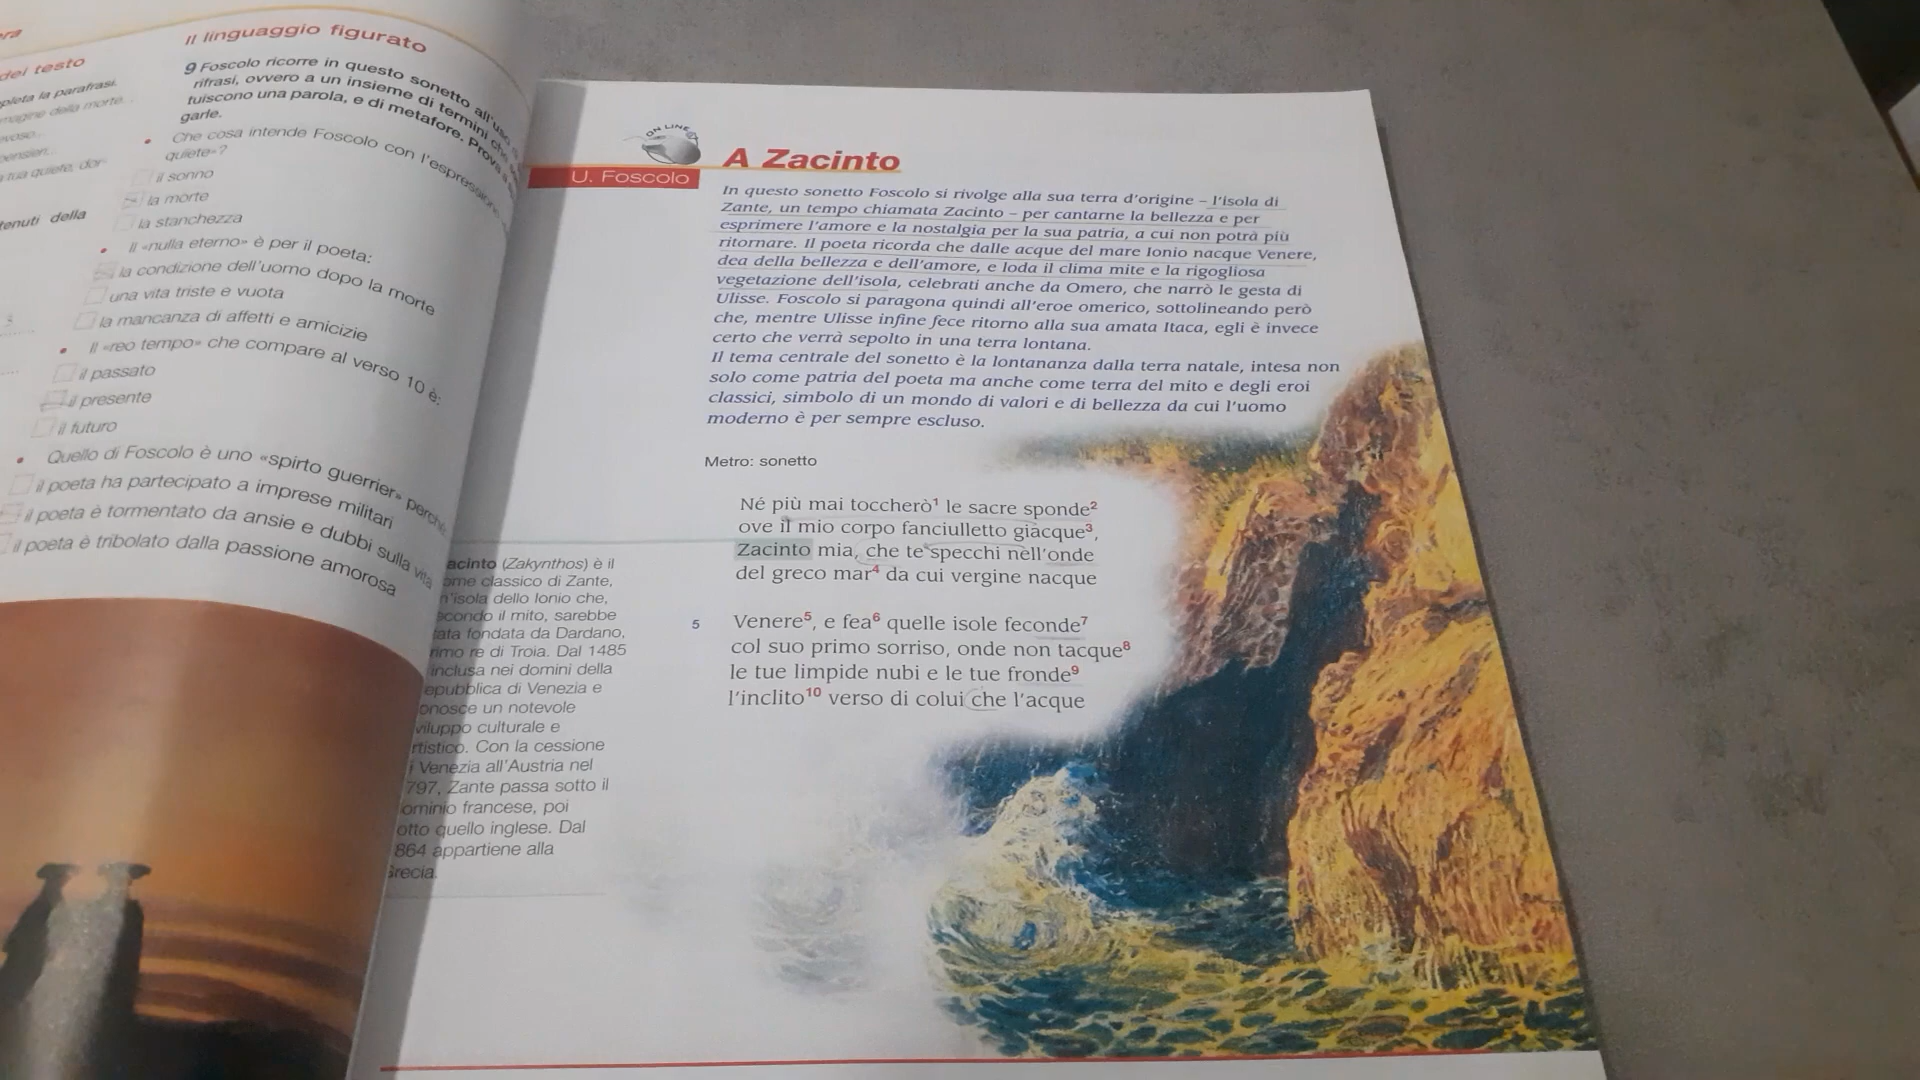 era
del testo
pleta la parafrasi.
magine della morte...
evoso...
pensier...
a tua quiete, dor-
tenuti della
3
Il linguaggio figurato
9 Foscolo ricorre in questo sonetto all'uso
rifrasi, ovvero a un insieme di termini che
tuiscono una parola, e di metafore. Prova a
garle.
• Che cosa intende Foscolo con l'espressione
quiete»?
il sonno
la morte
la stanchezza
• Il «nulla eterno» è per il poeta:
la condizione dell'uomo dopo la morte
una vita triste e vuota
la mancanza di affetti e amicizie
• Il «reo tempo» che compare al verso 10 è:
il passato
il presente
il futuro
• Quello di Foscolo è uno «spirto guerrier» perché
il poeta ha partecipato a imprese militari
il poeta è tormentato da ansie e dubbi sulla vita
il poeta è tribolato dalla passione amorosa
ON LINE
A Zacinto
U. Foscolo
In questo sonetto Foscolo si rivolge alla sua terra d'origine – l'isola di
Zante, un tempo chiamata Zacinto – per cantarne la bellezza e per
esprimere l'amore e la nostalgia per la sua patria, a cui non potrà più
ritornare. Il poeta ricorda che dalle acque del mare Ionio nacque Venere,
dea della bellezza e dell'amore, e loda il clima mite e la rigogliosa
vegetazione dell'isola, celebrati anche da Omero, che narrò le gesta di
Ulisse. Foscolo si paragona quindi all'eroe omerico, sottolineando però
che, mentre Ulisse infine fece ritorno alla sua amata Itaca, egli è invece
certo che verrà sepolto in una terra lontana.
Il tema centrale del sonetto è la lontananza dalla terra natale, intesa non
solo come patria del poeta ma anche come terra del mito e degli eroi
classici, simbolo di un mondo di valori e di bellezza da cui l'uomo
moderno è per sempre escluso.
Metro: sonetto
Né più mai toccherò1 le sacre sponde2
ove il mio corpo fanciulletto giacque3,
Zacinto mia, che te specchi nell'onde
del greco mar4 da cui vergine nacque
5 Venere5, e fea6 quelle isole feconde7
col suo primo sorriso, onde non tacque8
le tue limpide nubi e le tue fronde9
l'inclito10 verso di colui che l'acque
acinto (Zakynthos) è il
ome classico di Zante,
n'isola dello Ionio che,
econdo il mito, sarebbe
tata fondata da Dardano,
rimo re di Troia. Dal 1485
inclusa nei domini della
epubblica di Venezia e
onosce un notevole
viluppo culturale e
rtistico. Con la cessione
i Venezia all'Austria nel
797, Zante passa sotto il
ominio francese, poi
otto quello inglese. Dal
864 appartiene alla
Grecia.